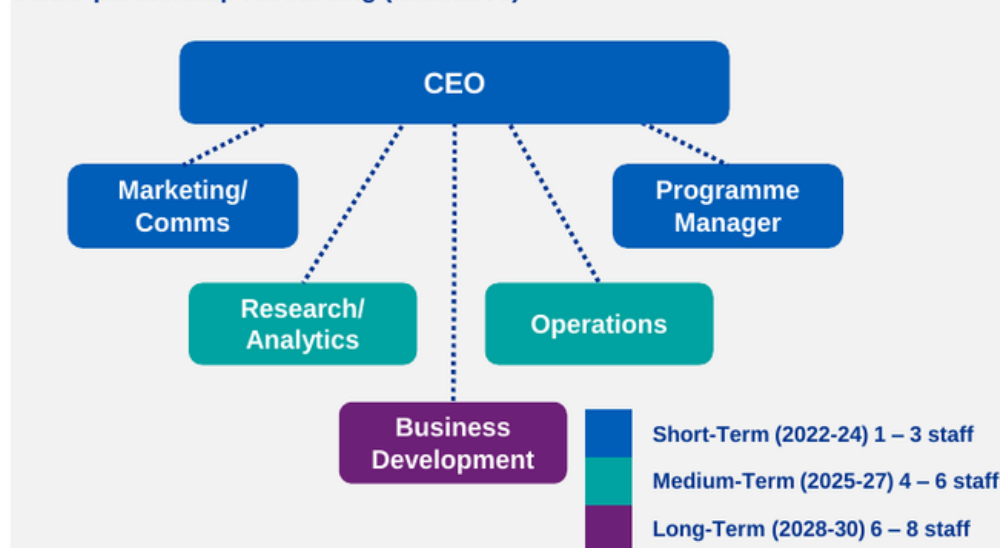 CEO
Marketing/
Comms
Programme
Manager
Research/
Analytics
Operations
Business
Development
Short-Term (2022-24) 1 – 3 staff
Medium-Term (2025-27) 4 – 6 staff
Long-Term (2028-30) 6 – 8 staff